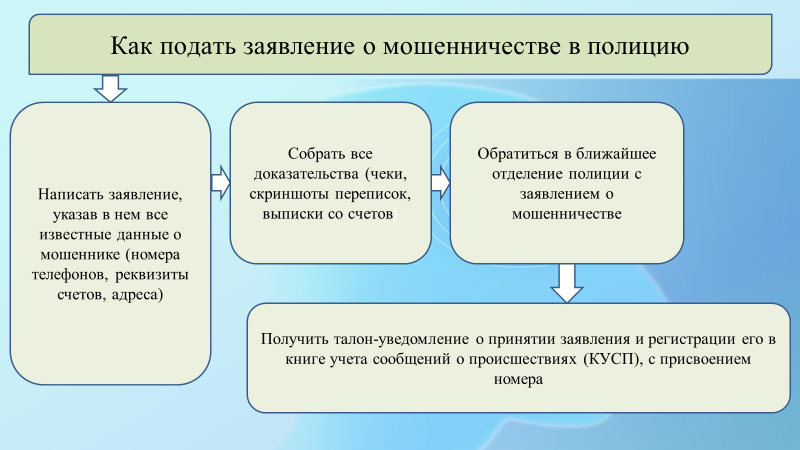 Как подать заявление о мошенничестве в полицию
Написать заявление,
указав в нем все
известные данные о
мошеннике (номера
телефонов, реквизиты
счетов, адреса)
Собрать все
доказательства (чеки,
скриншоты переписок,
выписки со счетов)
Обратиться в ближайшее
отделение полиции с
заявлением о
мошенничестве
Получить талон-уведомление о принятии заявления и регистрации его в
книге учета сообщений о происшествиях (КУСП), с присвоением
номера